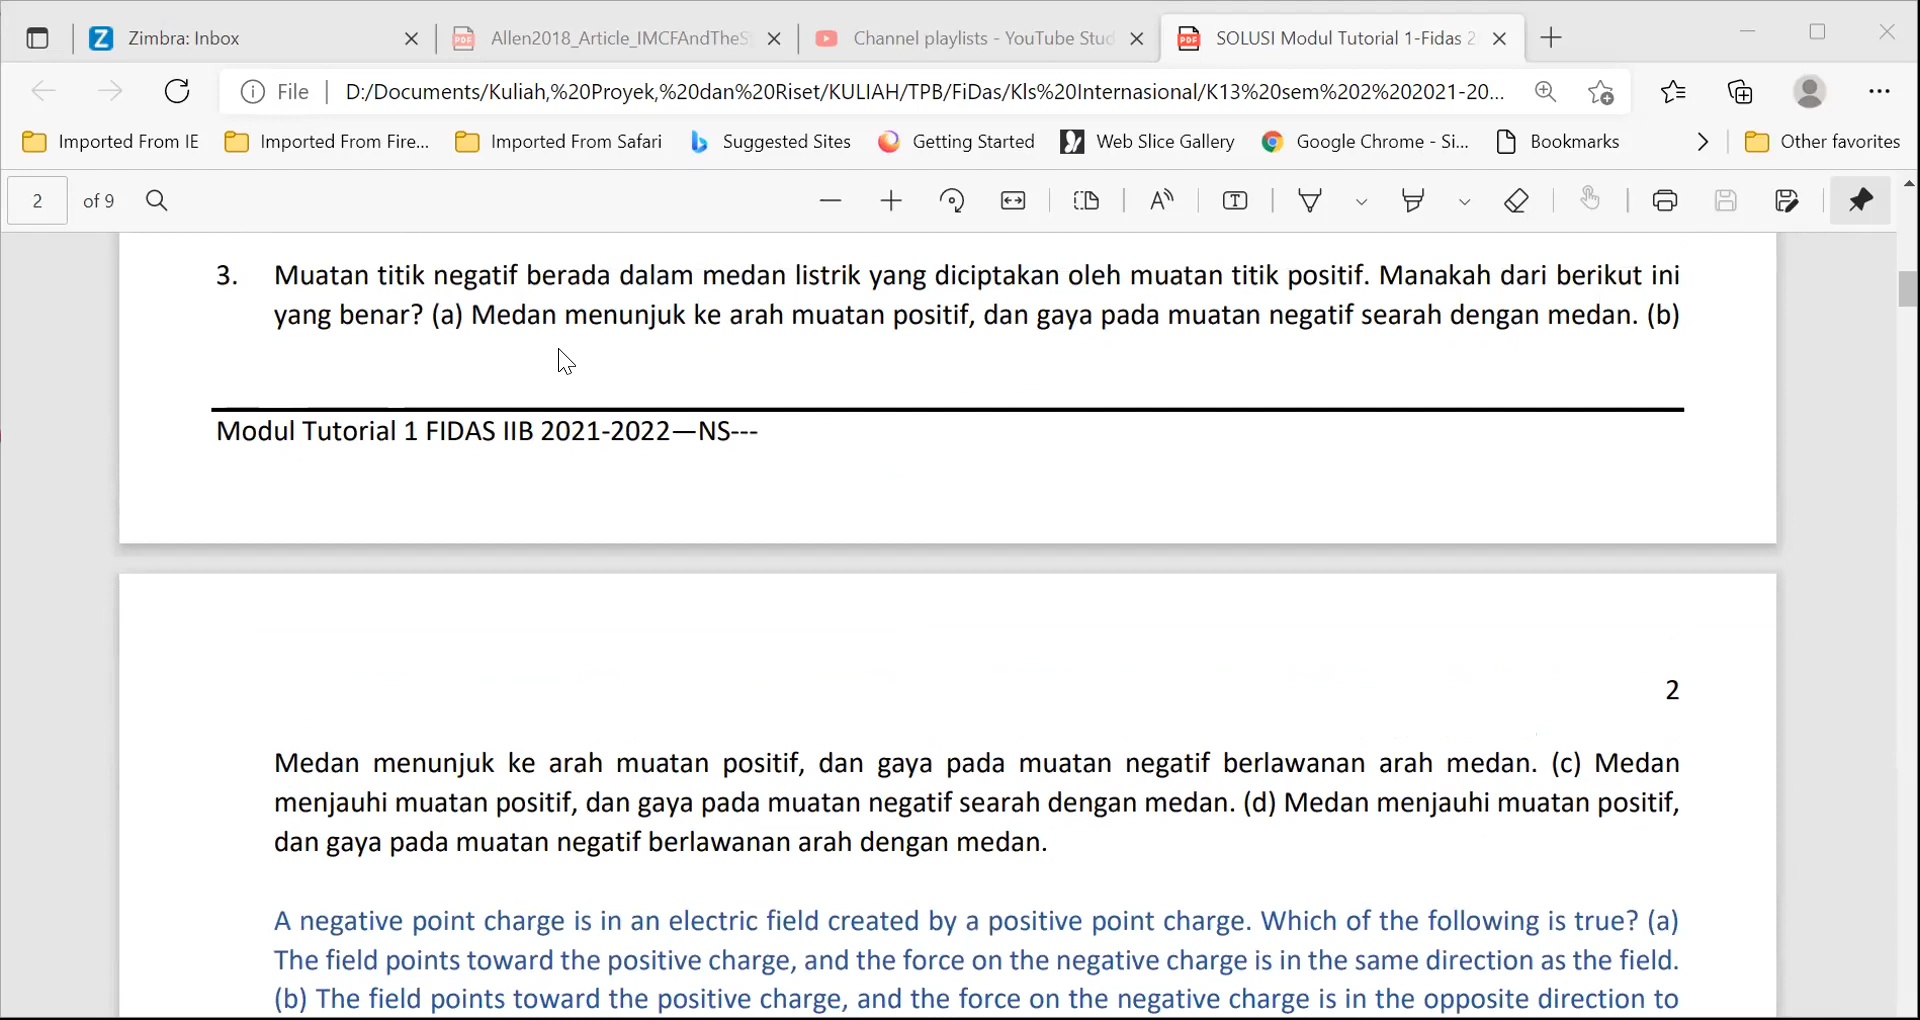 Zimbra: Inbox
Allen2018_Article_IMCFAndTheS
Channel playlists - YouTube Stud
SOLUSI Modul Tutorial 1-Fidas 2
File
D:/Documents/Kuliah,%20Proyek,%20dan%20Riset/KULIAH/TPB/FiDas/Kls%20Internasional/K13%20sem%202%202021-20...
Imported From IE
Imported From Fire...
Imported From Safari
Suggested Sites
Getting Started
Web Slice Gallery
Google Chrome - Si...
Bookmarks
Other favorites
2 of 9
3. Muatan titik negatif berada dalam medan listrik yang diciptakan oleh muatan titik positif. Manakah dari berikut ini
yang benar? (a) Medan menunjuk ke arah muatan positif, dan gaya pada muatan negatif searah dengan medan. (b)
Modul Tutorial 1 FIDAS IIB 2021-2022—NS---
2
Medan menunjuk ke arah muatan positif, dan gaya pada muatan negatif berlawanan arah medan. (c) Medan
menjauhi muatan positif, dan gaya pada muatan negatif searah dengan medan. (d) Medan menjauhi muatan positif,
dan gaya pada muatan negatif berlawanan arah dengan medan.
A negative point charge is in an electric field created by a positive point charge. Which of the following is true? (a)
The field points toward the positive charge, and the force on the negative charge is in the same direction as the field.
(b) The field points toward the positive charge, and the force on the negative charge is in the opposite direction to